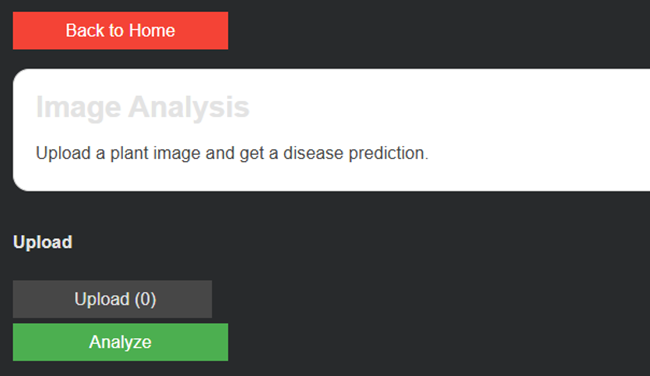 Back to Home
Image Analysis
Upload a plant image and get a disease prediction.
Upload
Upload (0)
Analyze